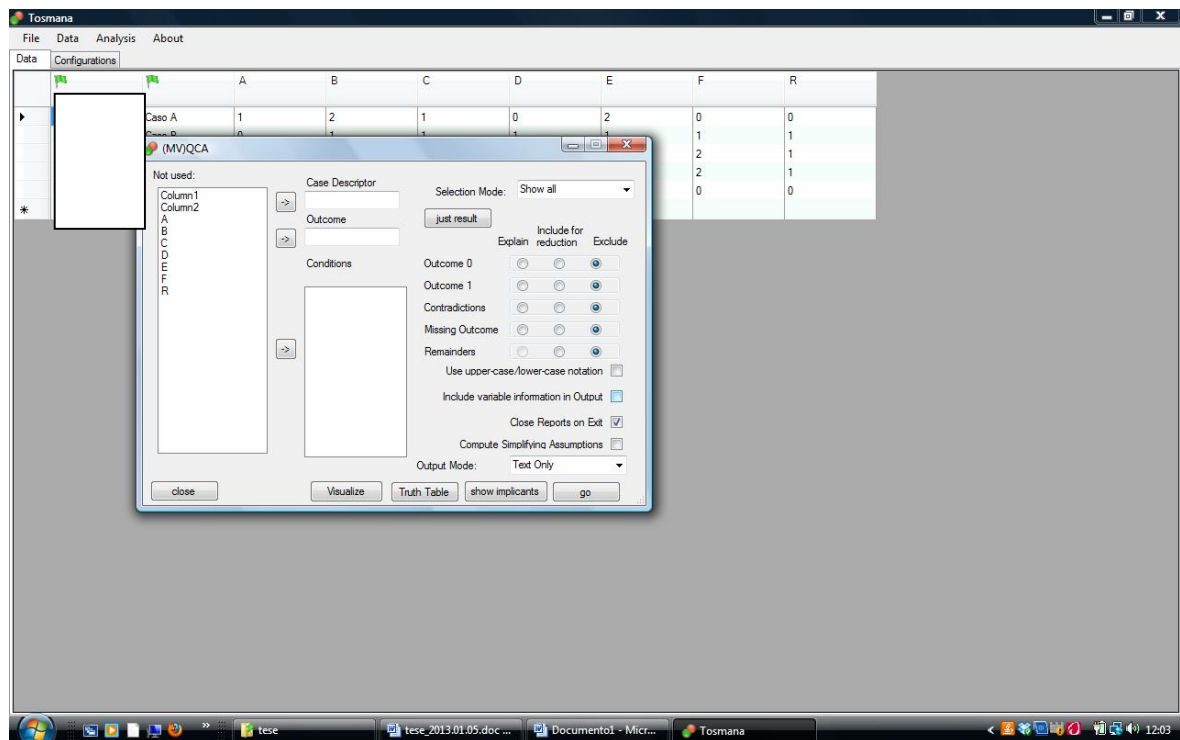 Tosmana
File Data Analysis About
Data Configurations
A B C D E F R
Caso A 1 2 1 0 2 0 0
1 1
2 1
2 1
0 0
(MV)QCA
Not used:
Column1
Column2
A
B
C
D
E
F
R
->
->
->
Case Descriptor
Outcome
Conditions
Selection Mode: Show all
just result
Explain Include for reduction Exclude
Outcome 0
Outcome 1
Contradictions
Missing Outcome
Remainders
Use upper-case/lower-case notation
Include variable information in Output
Close Reports on Exit
Compute Simplifying Assumptions
Output Mode: Text Only
close Visualize Truth Table show implicants go
tese tese_2013.01.05.doc ... Documento1 - Micr... Tosmana 12:03